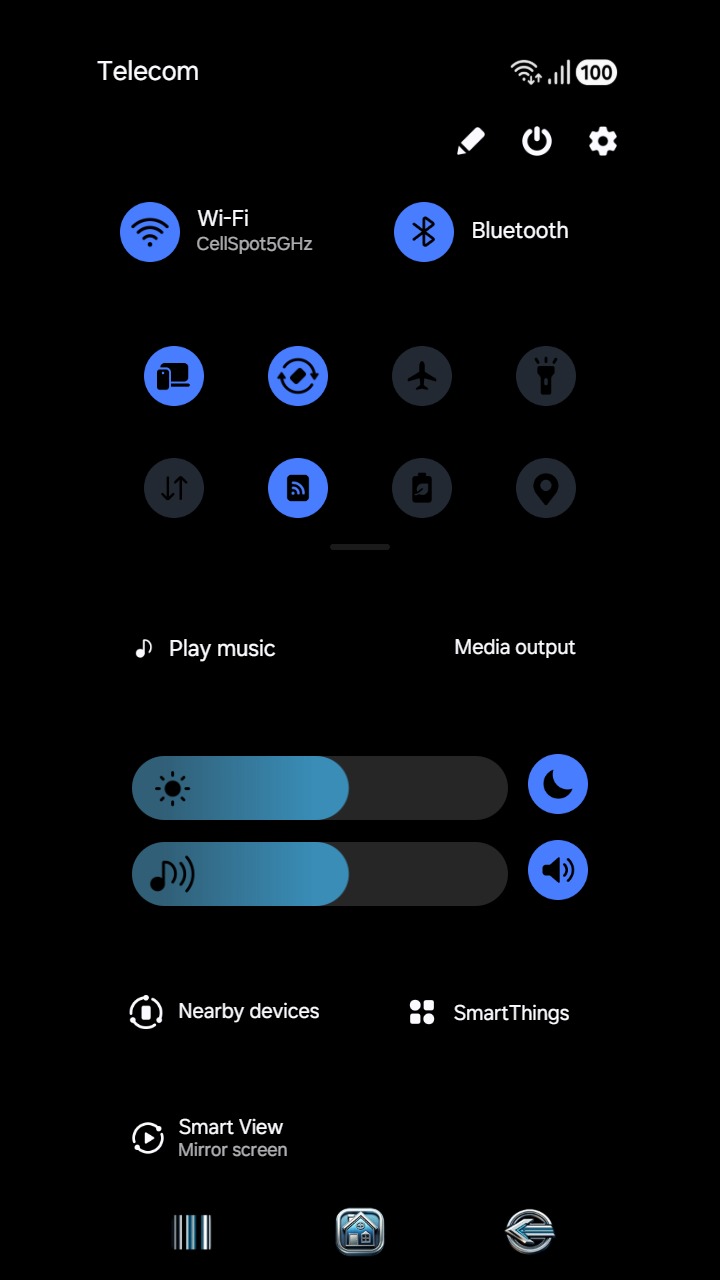 Telecom
100
Wi-Fi
CellSpot5GHz
Bluetooth
Play music
Media output
Nearby devices
SmartThings
Smart View
Mirror screen